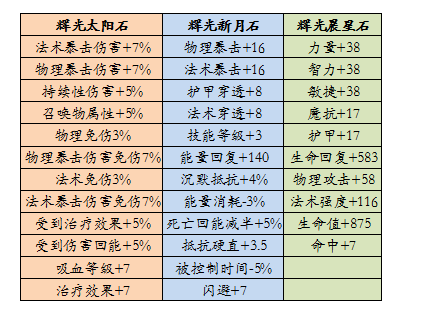 辉光太阳石 辉光新月石 辉光晨星石
法术暴击伤害+7% 物理暴击+16 力量+38
物理暴击伤害+7% 法术暴击+16 智力+38
持续性伤害+5% 护甲穿透+8 敏捷+38
召唤物属性+5% 法术穿透+8 魔抗+17
物理免伤3% 技能等级+3 护甲+17
物理暴击伤害免伤7% 能量回复+140 生命回复+583
法术免伤3% 沉默抵抗+4% 物理攻击+58
法术暴击伤害免伤7% 能量消耗-3% 法术强度+116
受到治疗效果+5% 死亡回能减半+5% 生命值+875
受到伤害回能+5% 抵抗硬直+3.5 命中+7
吸血等级+7 被控制时间-5%
治疗效果+7 闪避+7